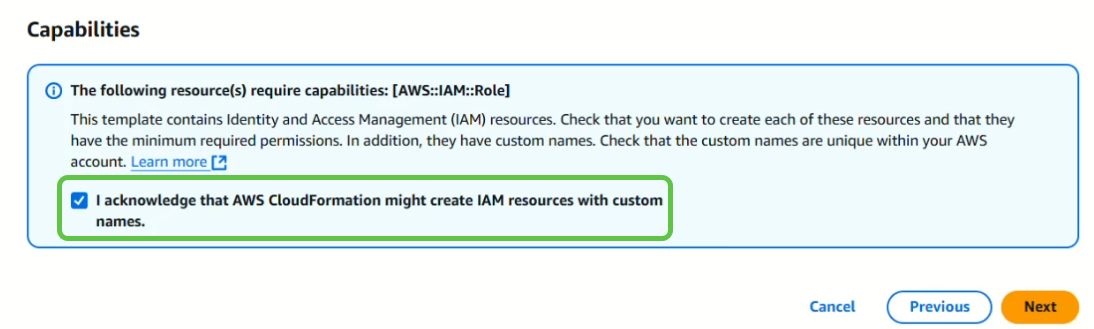 Capabilities
The following resource(s) require capabilities: [AWS::IAM::Role]
This template contains Identity and Access Management (IAM) resources. Check that you want to create each of these resources and that they
have the minimum required permissions. In addition, they have custom names. Check that the custom names are unique within your AWS
account. Learn more
I acknowledge that AWS CloudFormation might create IAM resources with custom
names.
Cancel Previous Next